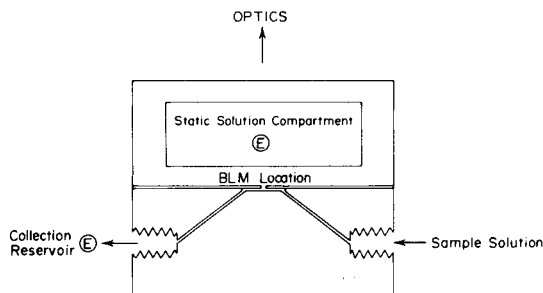 OPTICS
Static Solution Compartment
E
BLM Location
Collection
Reservoir E
Sample Solution